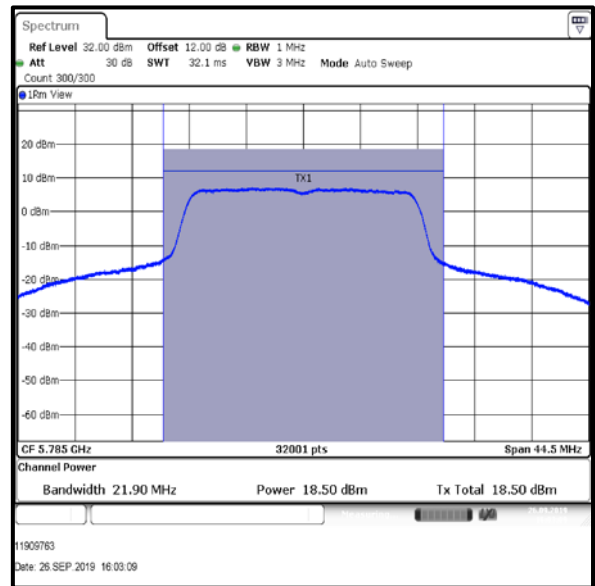 Spectrum
Ref Level 32.00 dBm Offset 12.00 dB RBW 1 MHz
Att 30 dB SWT 32.1 ms VBW 3 MHz Mode Auto Sweep
Count 300/300
1Rm View
20 dBm
10 dBm
TX1
0 dBm
-10 dBm
-20 dBm
-30 dBm
-40 dBm
-50 dBm
-60 dBm
CF 5.785 GHz 32001 pts Span 44.5 MHz
Channel Power
Bandwidth 21.90 MHz Power 18.50 dBm Tx Total 18.50 dBm
11909763
Date: 26.SEP.2019 16:03:09